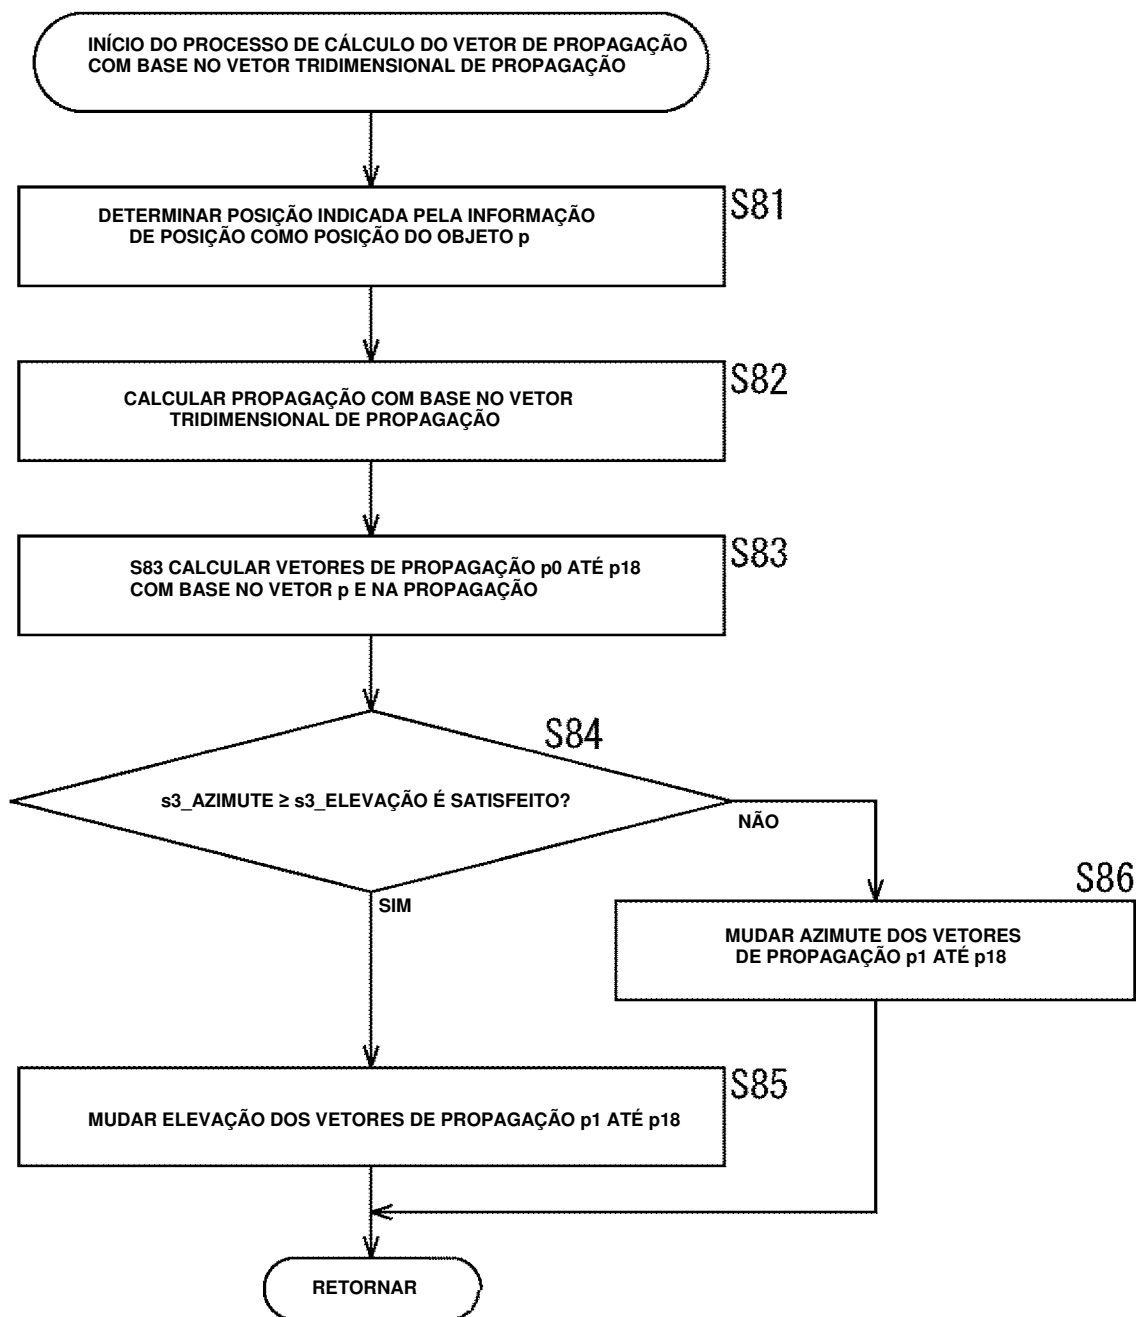 INÍCIO DO PROCESSO DE CÁLCULO DO VETOR DE PROPAGAÇÃO
COM BASE NO VETOR TRIDIMENSIONAL DE PROPAGAÇÃO
S81
DETERMINAR POSIÇÃO INDICADA PELA INFORMAÇÃO
DE POSIÇÃO COMO POSIÇÃO DO OBJETO p
S82
CALCULAR PROPAGAÇÃO COM BASE NO VETOR
TRIDIMENSIONAL DE PROPAGAÇÃO
S83
S83 CALCULAR VETORES DE PROPAGAÇÃO p0 ATÉ p18
COM BASE NO VETOR p E NA PROPAGAÇÃO
S84
s3_AZIMUTE ≥ s3_ELEVAÇÃO É SATISFEITO?
NÃO
SIM
S86
MUDAR AZIMUTE DOS VETORES
DE PROPAGAÇÃO p1 ATÉ p18
S85
MUDAR ELEVAÇÃO DOS VETORES DE PROPAGAÇÃO p1 ATÉ p18
RETORNAR